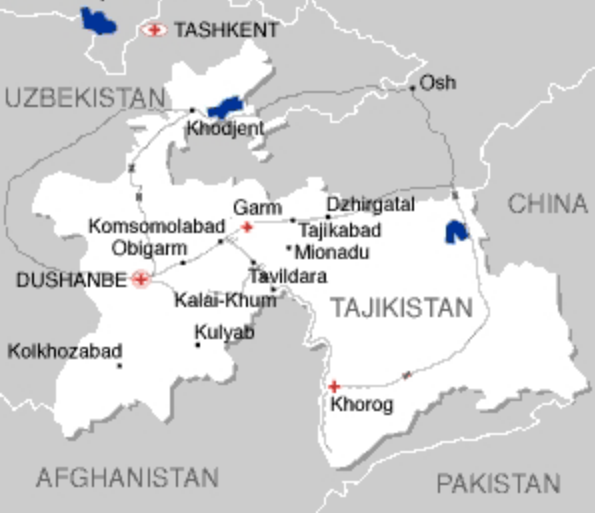 TASHKENT
Osh
UZBEKISTAN
Khodjent
CHINA
Garm
Dzhirgatal
Komsomolabad
Tajikabad
Obigarm
Mionadu
DUSHANBE
Tavildara
Kalai-Khum
TAJIKISTAN
Kulyab
Kolkhozabad
Khorog
AFGHANISTAN
PAKISTAN